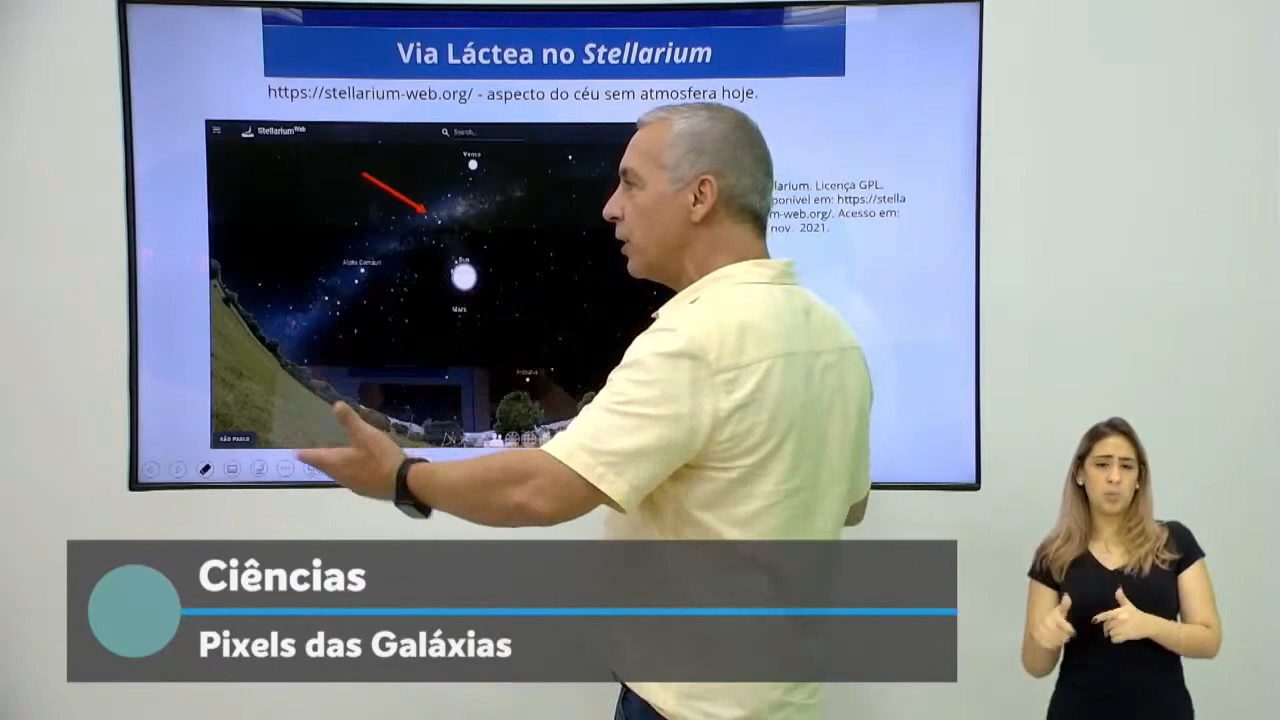 Via Láctea no Stellarium
https://stellarium-web.org/ - aspecto do céu sem atmosfera hoje.
StellariumWeb
Search...
Venus
larium. Licença GPL.
ponível em: https://stella
m-web.org/. Acesso em:
nov. 2021.
Alpha Centauri
Sun
Mars
Arcturus
SÃO PAULO
Ciências
Pixels das Galáxias